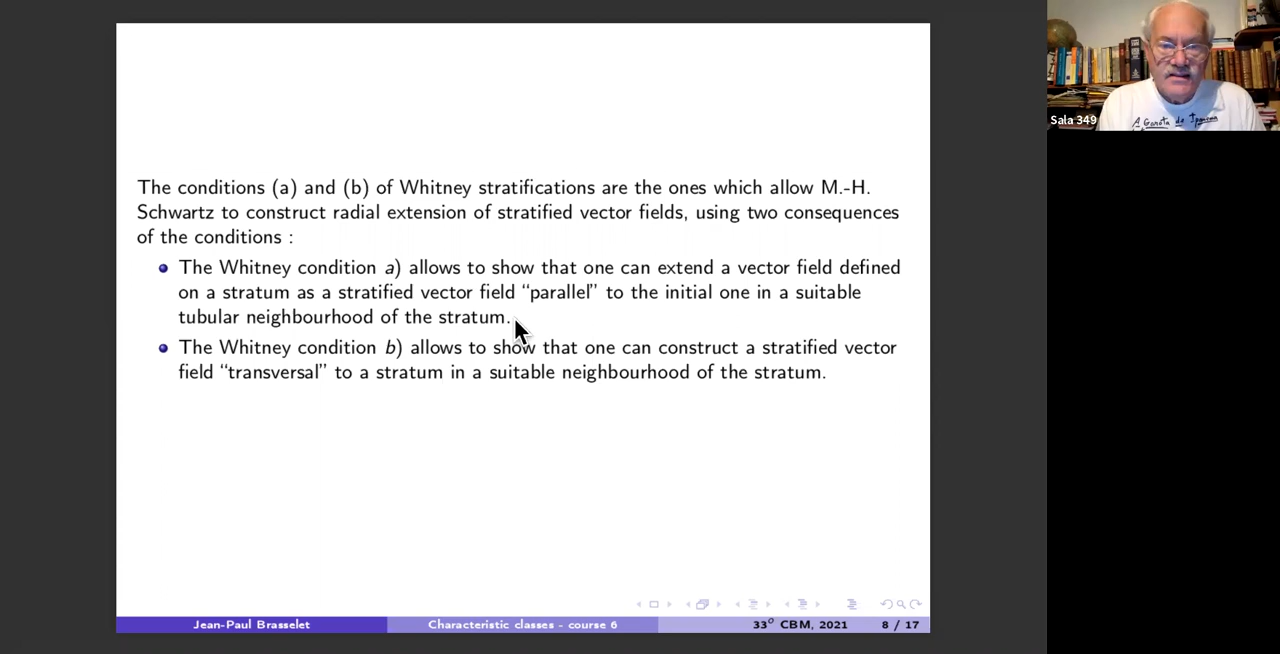 The conditions (a) and (b) of Whitney stratifications are the ones which allow M.-H.
Schwartz to construct radial extension of stratified vector fields, using two consequences
of the conditions :
The Whitney condition a) allows to show that one can extend a vector field defined
on a stratum as a stratified vector field “parallel” to the initial one in a suitable
tubular neighbourhood of the stratum.
The Whitney condition b) allows to show that one can construct a stratified vector
field “transversal” to a stratum in a suitable neighbourhood of the stratum.
Jean-Paul Brasselet
Characteristic classes - course 6
33º CBM, 2021
8 / 17
Sala 349
A Garota de Ipanema